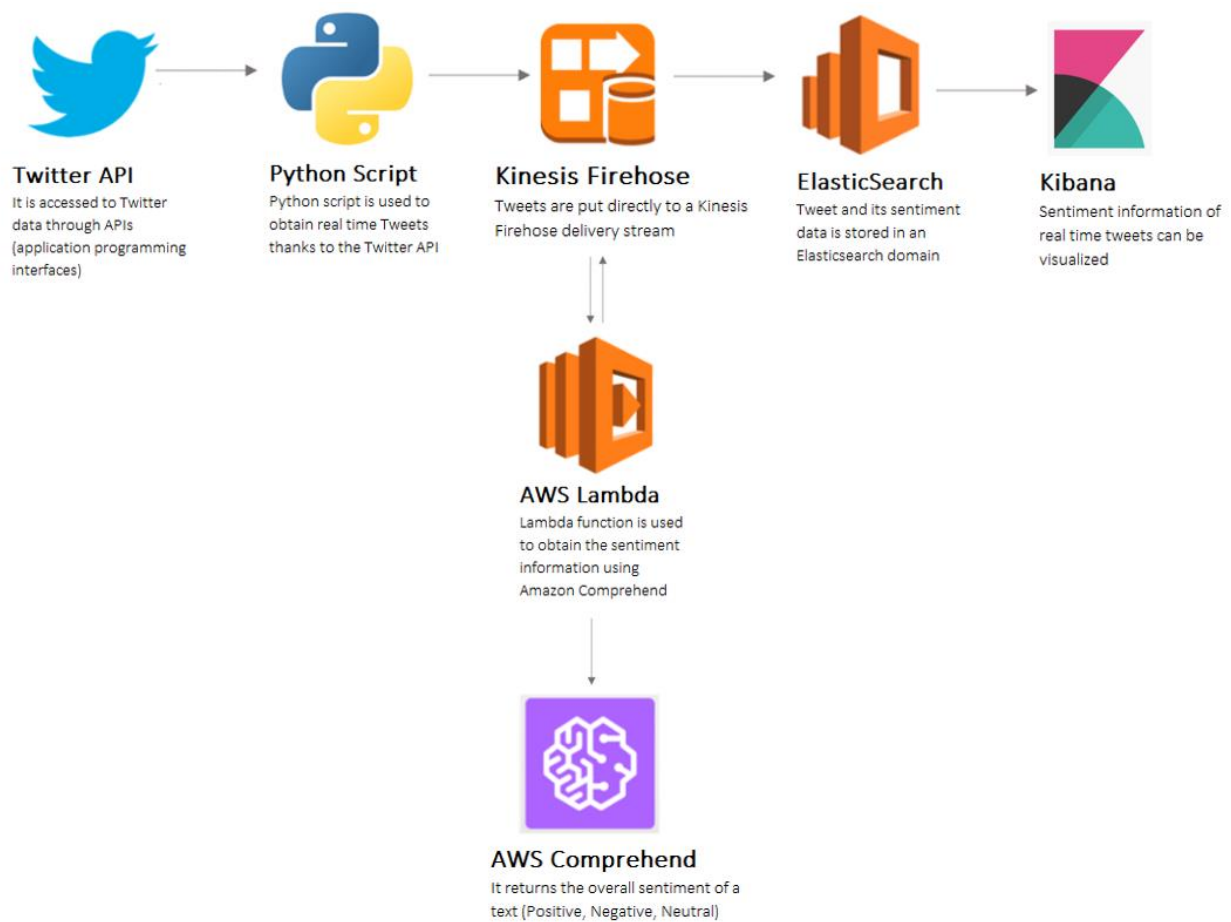 Twitter API
It is accessed to Twitter
data through APIs
(application programming
interfaces)
Python Script
Python script is used to
obtain real time Tweets
thanks to the Twitter API
Kinesis Firehose
Tweets are put directly to a Kinesis
Firehose delivery stream
ElasticSearch
Tweet and its sentiment
data is stored in an
Elasticsearch domain
Kibana
Sentiment information of
real time tweets can be
visualized
AWS Lambda
Lambda function is used
to obtain the sentiment
information using
Amazon Comprehend
AWS Comprehend
It returns the overall sentiment of a
text (Positive, Negative, Neutral)